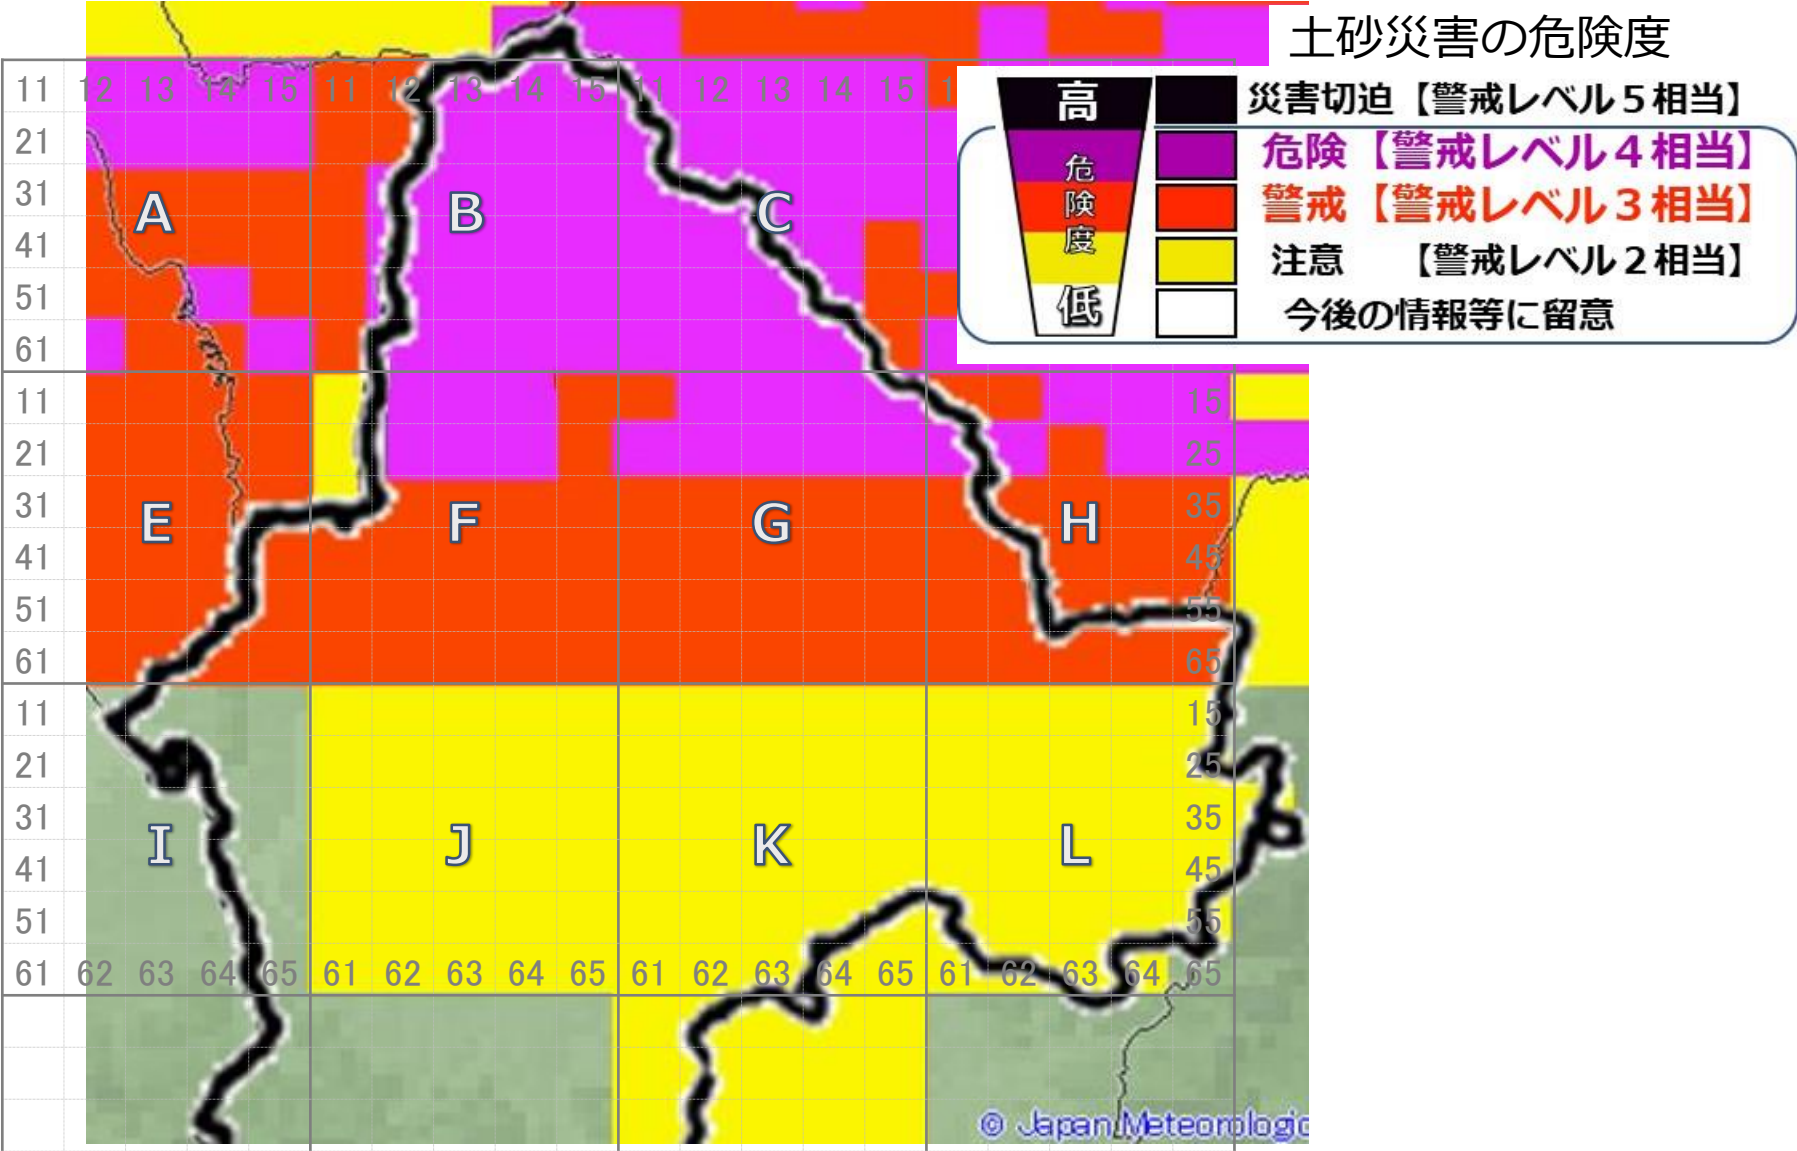 土砂災害の危険度
高 災害切迫【警戒レベル５相当】
危険度
危険【警戒レベル４相当】
警戒【警戒レベル３相当】
注意 【警戒レベル２相当】
低 今後の情報等に留意
11 12 13 14 15 11 12 13 14 15 11 12 13 14 15 1
21
31
A B C
41
51
61
11 15
21 25
31 35
E F G H
41 45
51 55
61 65
11 15
21 25
31 35
I J K L
41 45
51 55
61 62 63 64 65 61 62 63 64 65 61 62 63 64 65 61 62 63 64 65
© Japan Meteorologic